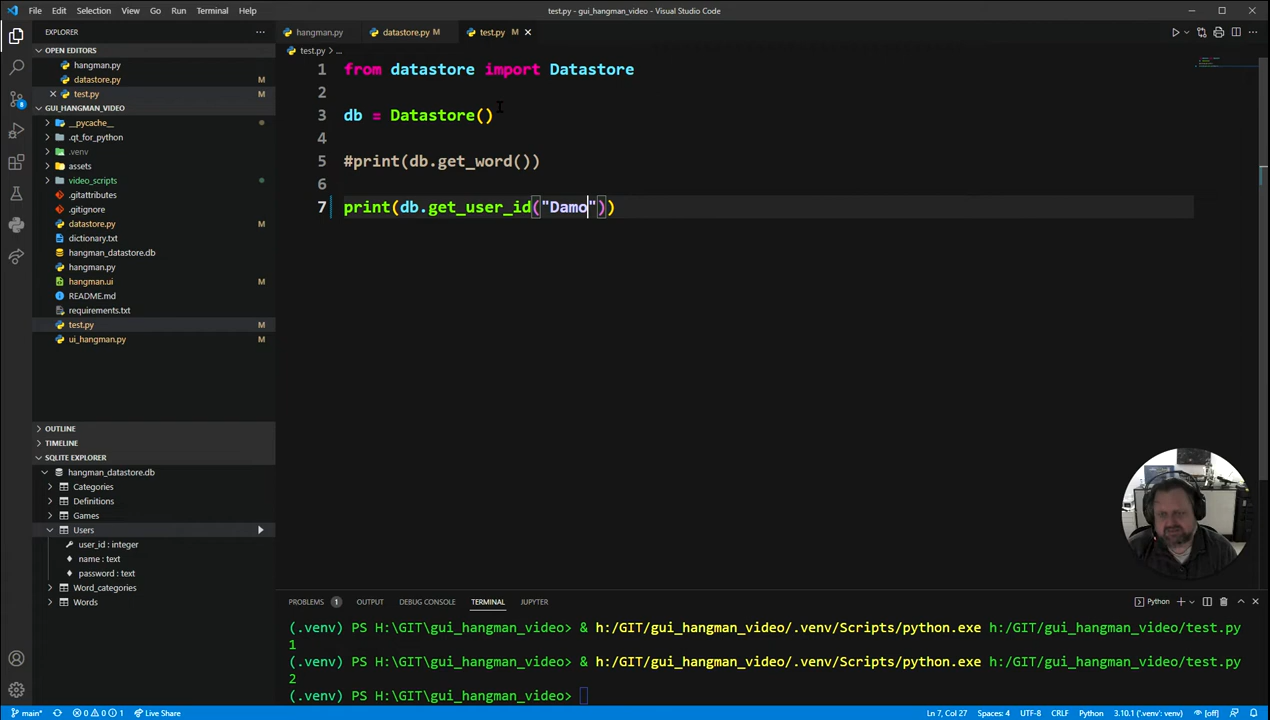 File Edit Selection View Go Run Terminal Help
test.py - gui_hangman_video - Visual Studio Code
EXPLORER
OPEN EDITORS
hangman.py
datastore.py M
test.py M
GUI_HANGMAN_VIDEO
__pycache__
.qt_for_python
.venv
assets
video_scripts
.gitattributes
.gitignore
datastore.py M
dictionary.txt
hangman_datastore.db
hangman.py
hangman.ui M
README.md
requirements.txt
test.py M
ui_hangman.py M
OUTLINE
TIMELINE
SQLITE EXPLORER
hangman_datastore.db
Categories
Definitions
Games
Users
user_id : integer
name : text
password : text
Word_categories
Words
hangman.py datastore.py M test.py M
test.py > ...
1 from datastore import Datastore
2
3 db = Datastore()
4
5 #print(db.get_word())
6
7 print(db.get_user_id("Damo"))
PROBLEMS 1 OUTPUT DEBUG CONSOLE TERMINAL JUPYTER
Python
(.venv) PS H:\GIT\gui_hangman_video> & h:/GIT/gui_hangman_video/.venv/Scripts/python.exe h:/GIT/gui_hangman_video/test.py
1
(.venv) PS H:\GIT\gui_hangman_video> & h:/GIT/gui_hangman_video/.venv/Scripts/python.exe h:/GIT/gui_hangman_video/test.py
2
(.venv) PS H:\GIT\gui_hangman_video>
main* 0 0 1 Live Share
Ln 7, Col 27 Spaces: 4 UTF-8 CRLF Python 3.10.1 ('.venv': venv) [off]